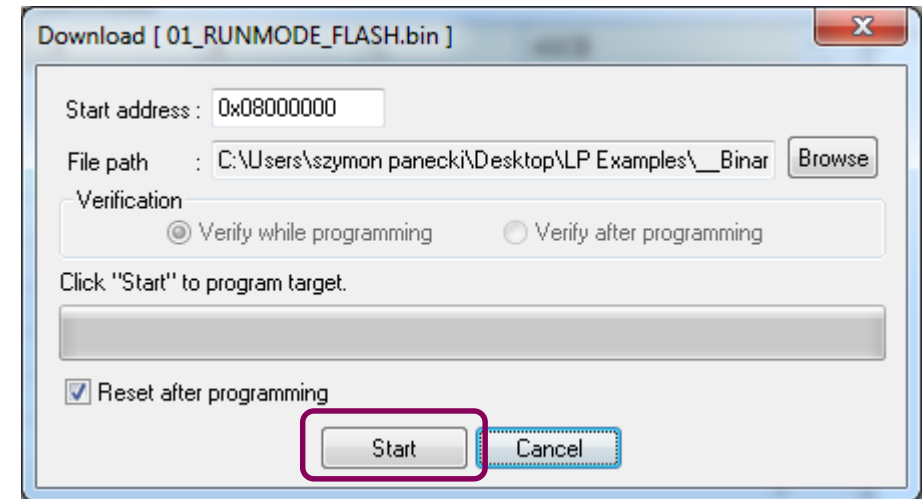 Download [ 01_RUNMODE_FLASH.bin ]
Start address : 0x08000000
File path : C:\Users\szymon panecki\Desktop\LP Examples\__Binar Browse
Verification
Verify while programming Verify after programming
Click "Start" to program target.
Reset after programming
Start Cancel